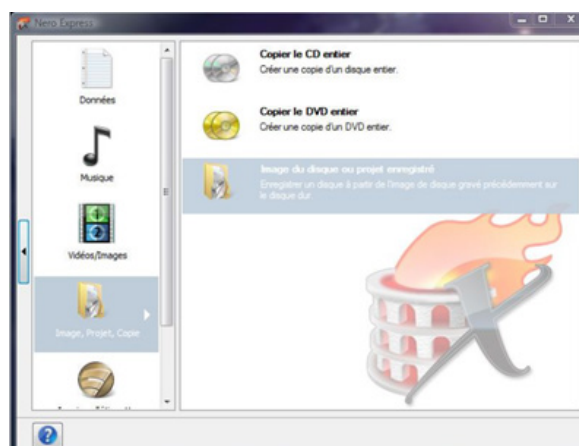 Nero Express
Données
Musique
Vidéos/Images
Image, Projet, Copie
Copier le CD entier
Créer une copie d'un disque entier.
Copier le DVD entier
Créer une copie d'un DVD entier.
Image du disque ou projet enregistré
Enregistrer un disque à partir de l'image de disque gravé précédemment sur
le disque dur